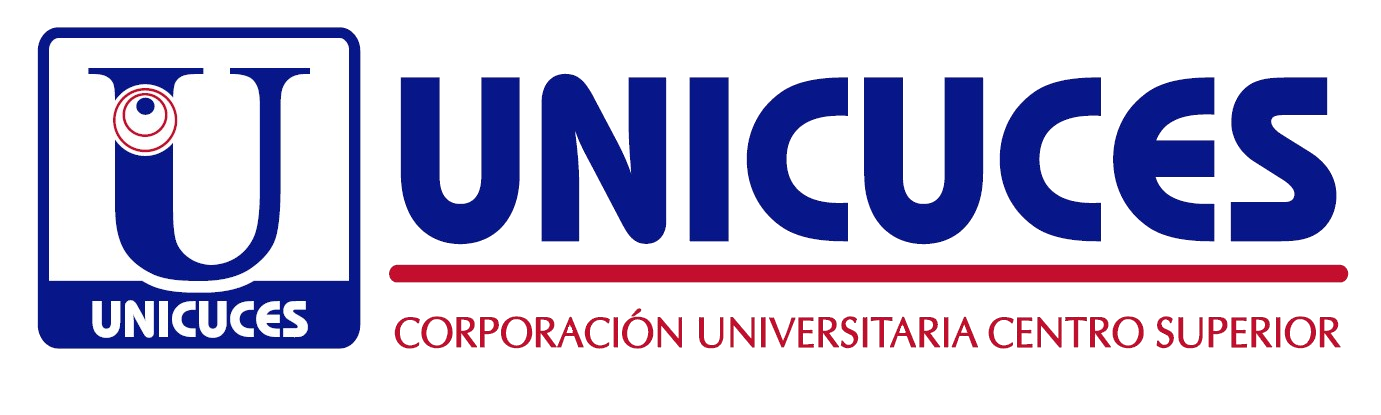 U
UNICUCES
UNICUCES
CORPORACIÓN UNIVERSITARIA CENTRO SUPERIOR